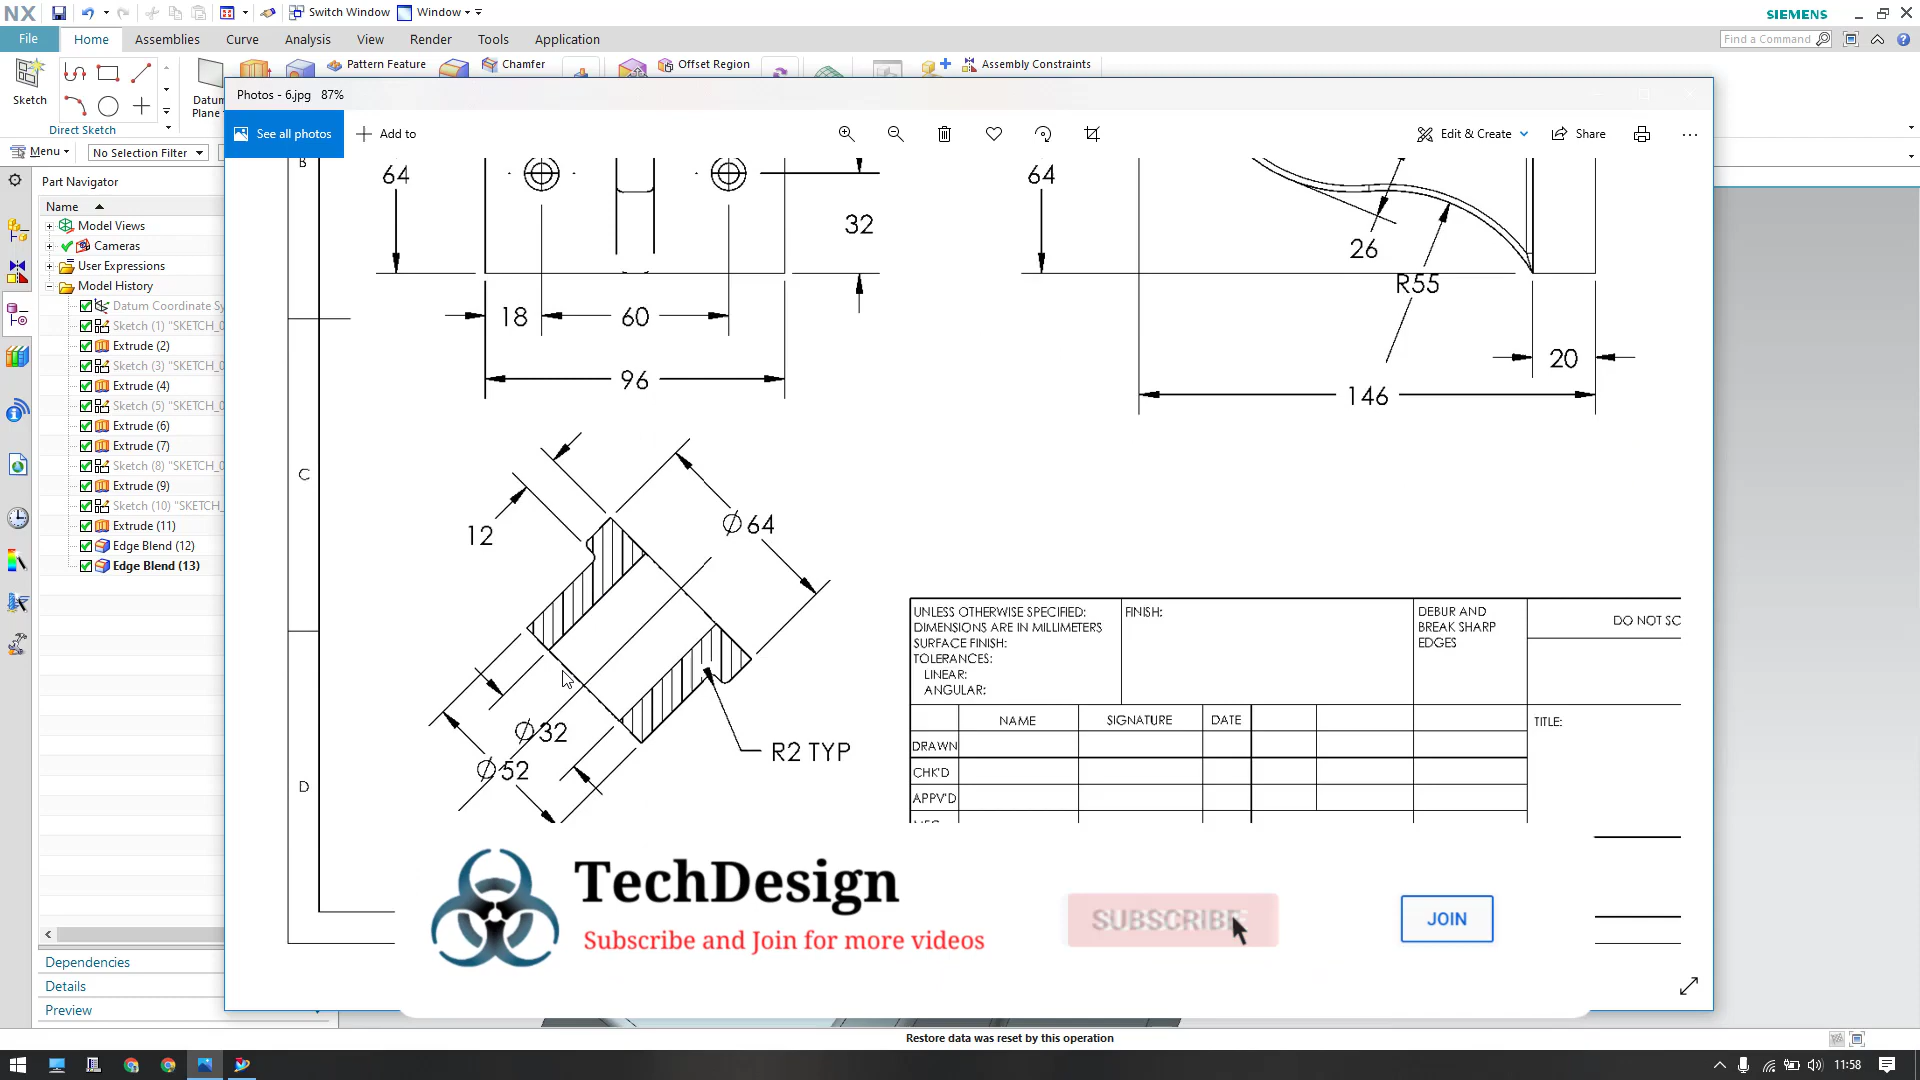 NX
Switch Window
Window
SIEMENS
File
Home
Assemblies
Curve
Analysis
View
Render
Tools
Application
Find a Command
Sketch
Datum
Plane
Pattern Feature
Chamfer
Offset Region
Assembly Constraints
Direct Sketch
Menu
No Selection Filter
Photos - 6.jpg 87%
See all photos
Add to
Edit & Create
Share
Part Navigator
Name
Model Views
Cameras
User Expressions
Model History
Datum Coordinate Sy
Sketch (1) "SKETCH_0
Extrude (2)
Sketch (3) "SKETCH_0
Extrude (4)
Sketch (5) "SKETCH_0
Extrude (6)
Extrude (7)
Sketch (8) "SKETCH_0
Extrude (9)
Sketch (10) "SKETCH_
Extrude (11)
Edge Blend (12)
Edge Blend (13)
Dependencies
Details
Preview
B
64
32
18
60
96
64
26
R55
20
146
C
12
Ø64
Ø32
Ø52
R2 TYP
D
UNLESS OTHERWISE SPECIFIED:
DIMENSIONS ARE IN MILLIMETERS
SURFACE FINISH:
TOLERANCES:
LINEAR:
ANGULAR:
FINISH:
DEBUR AND
BREAK SHARP
EDGES
DO NOT SC
NAME
SIGNATURE
DATE
TITLE:
DRAWN
CHK'D
APPV'D
TechDesign
Subscribe and Join for more videos
SUBSCRIBE
JOIN
Restore data was reset by this operation
11:58